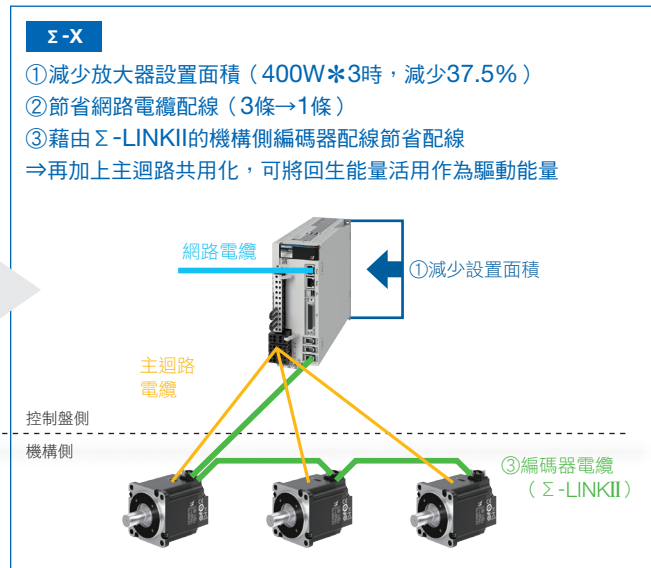 Σ-X
①減少放大器設置面積（400W＊3時，減少37.5%）
②節省網路電纜配線（3條→1條）
③藉由Σ-LINKII的機構側編碼器配線節省配線
⇒再加上主迴路共用化，可將回生能量活用作為驅動能量
網路電纜
①減少設置面積
主迴路
電纜
控制盤側
機構側
③編碼器電纜
（Σ-LINKII）